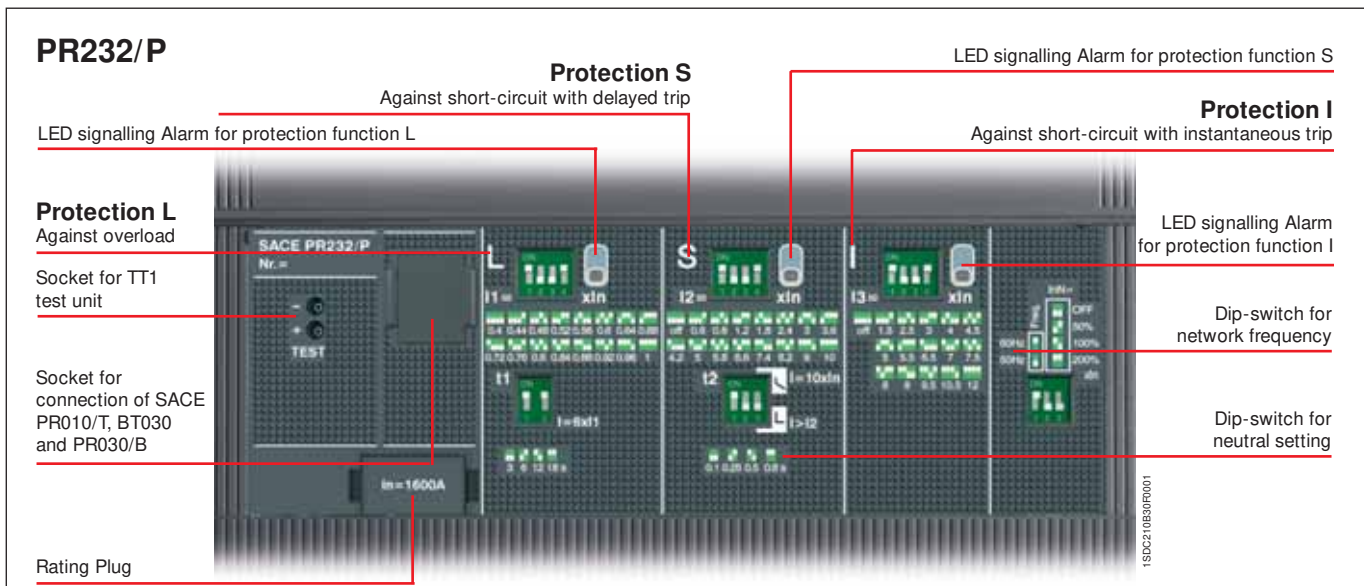 PR232/P
Protection S
Against short-circuit with delayed trip
LED signalling Alarm for protection function L
LED signalling Alarm for protection function S
Protection I
Against short-circuit with instantaneous trip
Protection L
Against overload
Socket for TT1
test unit
Socket for
connection of SACE
PR010/T, BT030
and PR030/B
Rating Plug
LED signalling Alarm
for protection function I
Dip-switch for
network frequency
Dip-switch for
neutral setting
1SDC210B30F0001
SACE PR232/P
Nr.=
-
+
TEST
In=1600A
L
I1=
xIn
0.4 0.44 0.48 0.52 0.56 0.6 0.64 0.68
0.72 0.76 0.8 0.84 0.88 0.92 0.96 1
t1
I=6xI1
3 6 12 18 s
S
I2=
xIn
off 0.6 0.8 1.2 1.8 2.4 3 3.6
4.2 5 5.8 6.6 7.4 8.2 9 10
t2
I=10xIn
I>I2
0.1 0.25 0.5 0.8 s
I
I3=
xIn
off 1.5 2.5 3 4 4.5
5 5.5 6.5 7 7.5
8 9 9.5 10.5 12
InN=
Freq.
OFF
50%
60Hz
100%
50Hz
200%
xIn